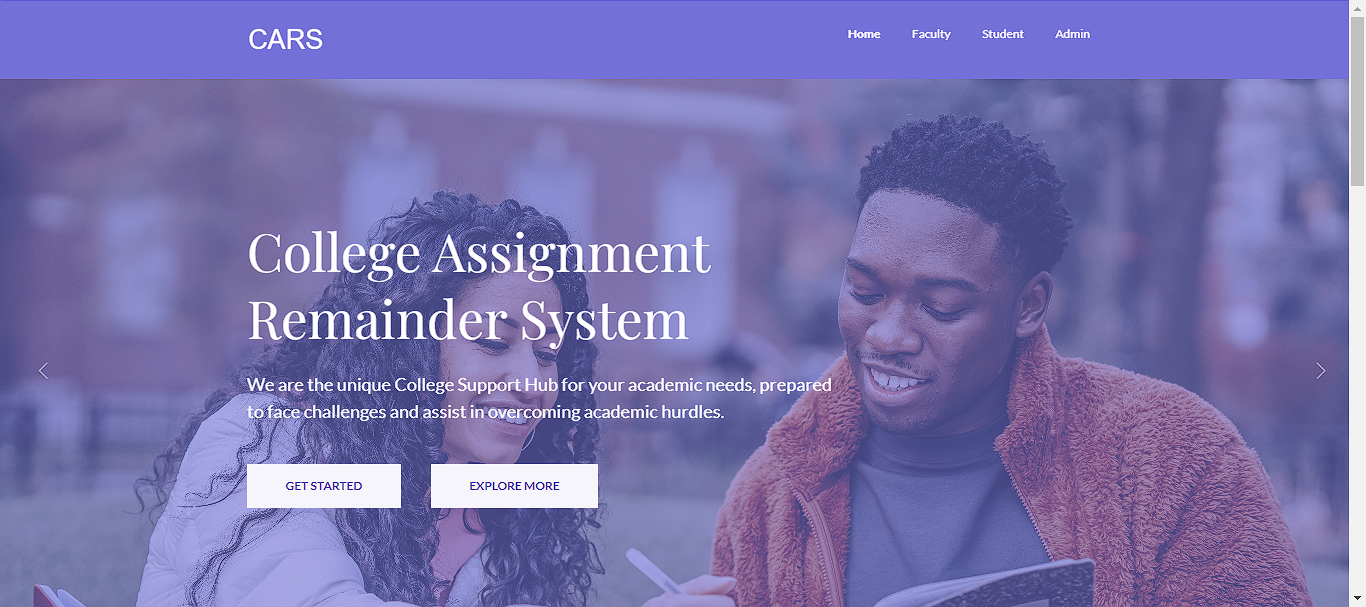 CARS
Home Faculty Student Admin
College Assignment
Remainder System
We are the unique College Support Hub for your academic needs, prepared
to face challenges and assist in overcoming academic hurdles.
GET STARTED EXPLORE MORE